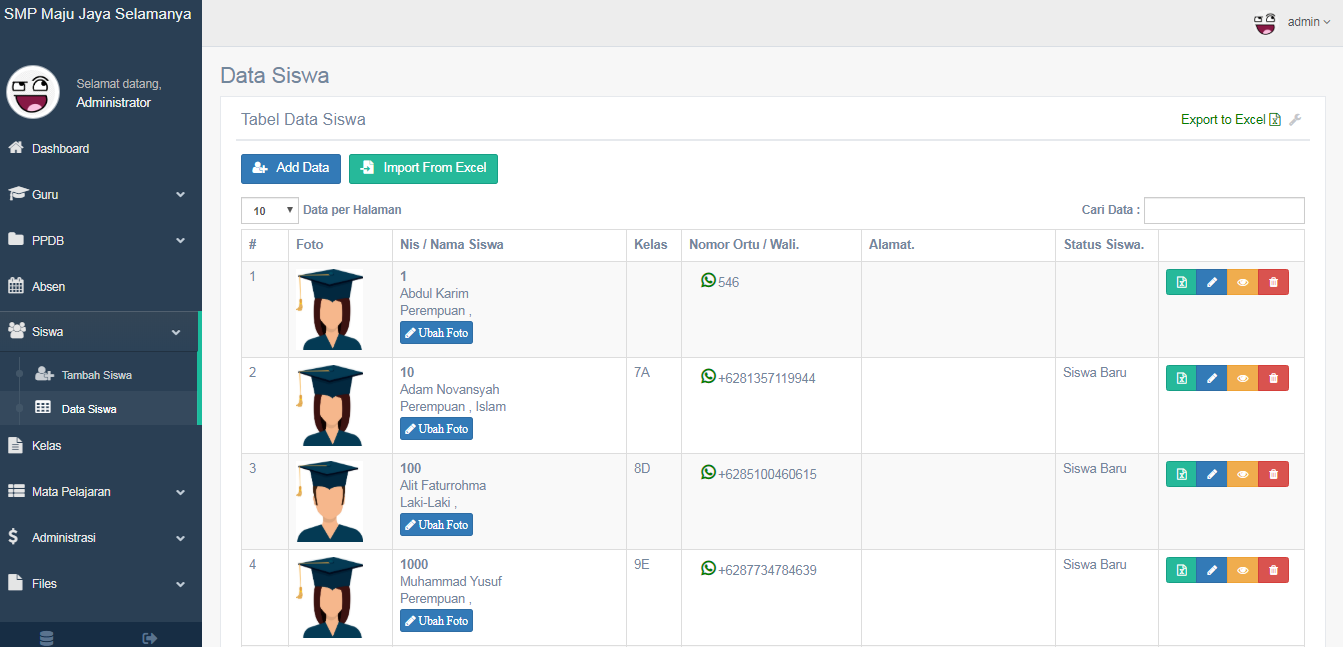 SMP Maju Jaya Selamanya
admin
Selamat datang,
Administrator
Dashboard
Guru
PPDB
Absen
Siswa
Tambah Siswa
Data Siswa
Kelas
Mata Pelajaran
Administrasi
Files
Data Siswa
Tabel Data Siswa
Export to Excel
Add Data
Import From Excel
10 Data per Halaman
Cari Data :
# Foto Nis / Nama Siswa Kelas Nomor Ortu / Wali. Alamat. Status Siswa.
1 1 546
Abdul Karim
Perempuan ,
Ubah Foto
2 10 7A +6281357119944 Siswa Baru
Adam Novansyah
Perempuan , Islam
Ubah Foto
3 100 8D +6285100460615 Siswa Baru
Alit Faturrohma
Laki-Laki ,
Ubah Foto
4 1000 9E +6287734784639 Siswa Baru
Muhammad Yusuf
Perempuan ,
Ubah Foto